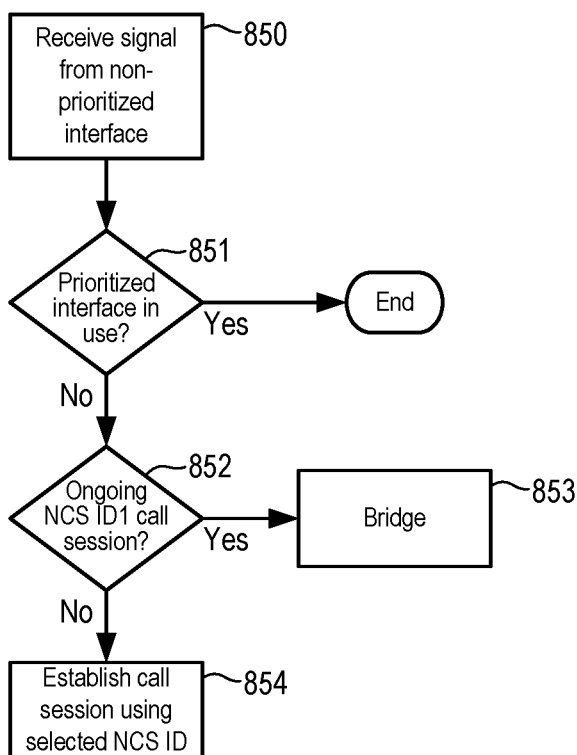 Receive signal
from non-
prioritized
interface
850
851
Prioritized
interface in
use?
Yes
End
No
852
Ongoing
NCS ID1 call
session?
Yes
Bridge
853
No
Establish call
session using
selected NCS ID
854